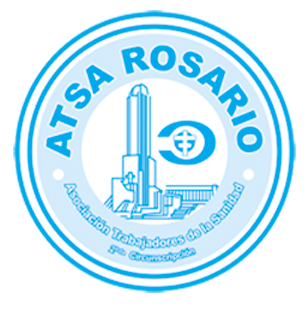 ATSA ROSARIO
Asociación Trabajadores de la Sanidad
2da Circunscripción